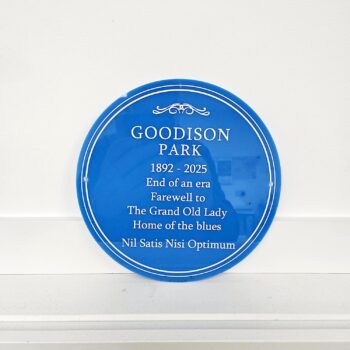 GOODISON
PARK
1892 - 2025
End of an era
Farewell to
The Grand Old Lady
Home of the blues
Nil Satis Nisi Optimum